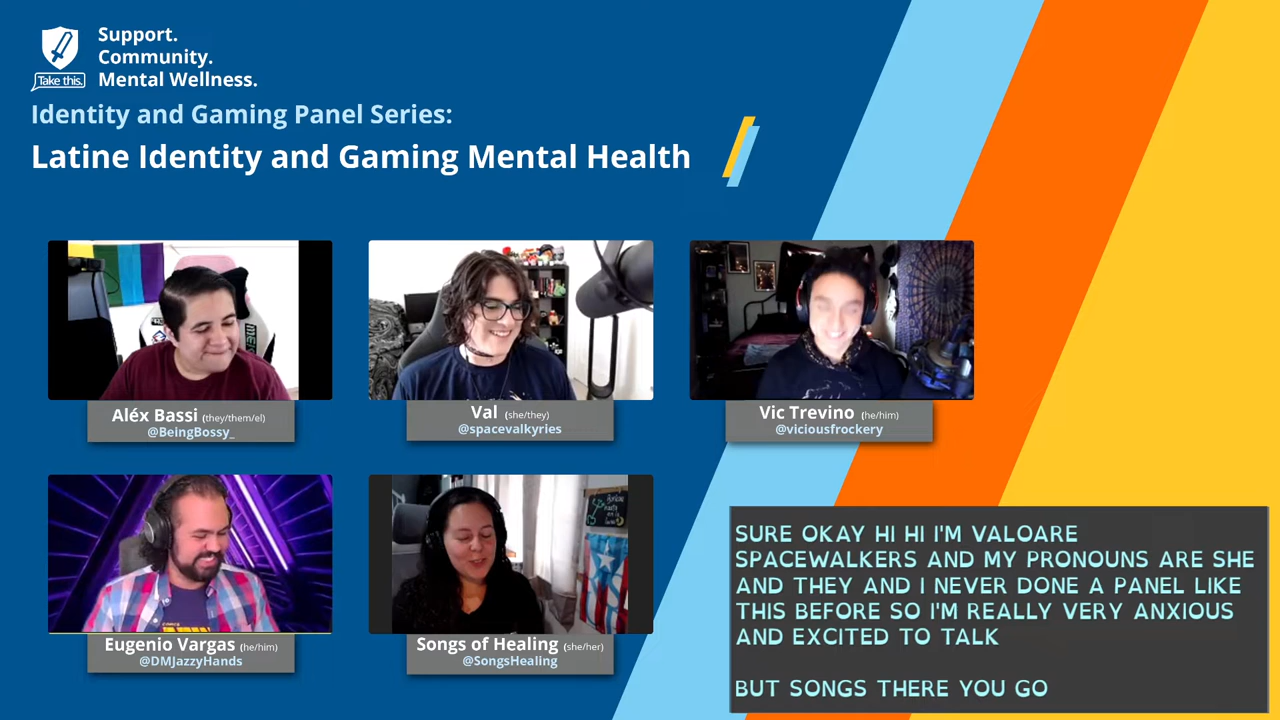 Support.
Community.
Mental Wellness.
Take this.
Identity and Gaming Panel Series:
Latine Identity and Gaming Mental Health
Aléx Bassi (they/them/el)
@BeingBossy_
Val (she/they)
@spacevalkyries
Vic Trevino (he/him)
@viciousfrockery
Eugenio Vargas (he/him)
@DMJazzyHands
Songs of Healing (she/her)
@SongsHealing
SURE OKAY HI HI I'M VALOARE
SPACEWALKERS AND MY PRONOUNS ARE SHE
AND THEY AND I NEVER DONE A PANEL LIKE
THIS BEFORE SO I'M REALLY VERY ANXIOUS
AND EXCITED TO TALK
BUT SONGS THERE YOU GO